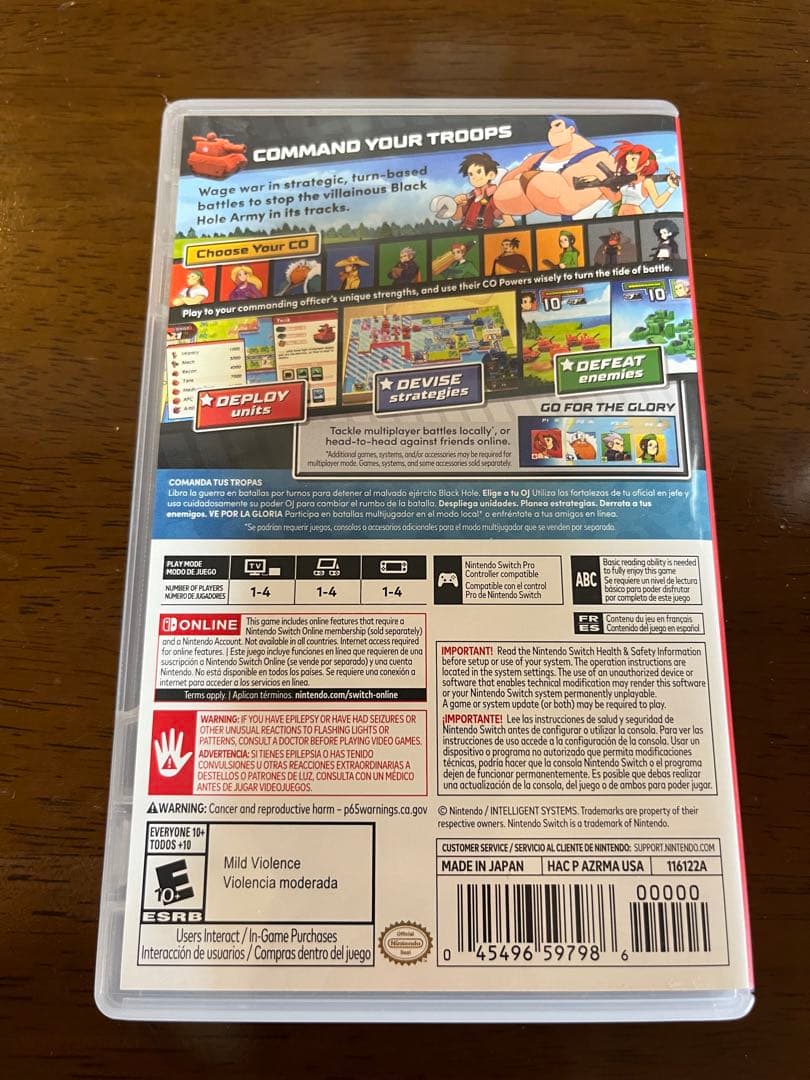 COMMAND YOUR TROOPS
Wage war in strategic, turn-based
battles to stop the villainous Black
Hole Army in its tracks.
Choose Your CO
Play to your commanding officer's unique strengths, and use their CO Powers wisely to turn the tide of battle.
Infantry 1000
Mech 3000
Recon 4000
Tank 7000
APC
10 10
DEPLOY
units
DEVISE
strategies
DEFEAT
enemies
GO FOR THE GLORY
Tackle multiplayer battles locally*, or
head-to-head against friends online.
*Additional games, systems, and/or accessories may be required for
multiplayer mode. Games, systems, and some accessories sold separately.
P1 P2 P3 P4
COMANDA TUS TROPAS
Libra la guerra en batallas por turnos para detener al malvado ejército Black Hole. Elige a tu OJ Utiliza las fortalezas de tu oficial en jefe y
usa cuidadosamente su poder OJ para cambiar el rumbo de la batalla. Despliega unidades. Planea estrategias. Derrota a tus
enemigos. VE POR LA GLORIA Participa en batallas multijugador en el modo local* o enfréntate a tus amigos en línea.
*Se podrían requerir juegos, consolas o accesorios adicionales para el modo multijugador que se venden por separado.
PLAY MODE
MODO DE JUEGO
TV
NUMBER OF PLAYERS
NÚMERO DE JUGADORES
1-4 1-4 1-4
Nintendo Switch Pro
Controller compatible
Compatible con el control
Pro de Nintendo Switch
ABC
Basic reading ability is needed
to fully enjoy this game
Se requiere un nivel de lectura
básico para poder disfrutar
por completo de este juego
FR
ES
Contenu du jeu en français
Contenido del juego en español
ONLINE
This game includes online features that require a
Nintendo Switch Online membership (sold separately)
and a Nintendo Account. Not available in all countries. Internet access required
for online features. | Este juego incluye funciones en línea que requieren de una
suscripción a Nintendo Switch Online (se vende por separado) y una cuenta
Nintendo. No está disponible en todos los países. Se requiere una conexión a
internet para acceder a los servicios en línea.
Terms apply. | Aplican términos. nintendo.com/switch-online
WARNING: IF YOU HAVE EPILEPSY OR HAVE HAD SEIZURES OR
OTHER UNUSUAL REACTIONS TO FLASHING LIGHTS OR
PATTERNS, CONSULT A DOCTOR BEFORE PLAYING VIDEO GAMES.
ADVERTENCIA: SI TIENES EPILEPSIA O HAS TENIDO
CONVULSIONES U OTRAS REACCIONES EXTRAORDINARIAS A
DESTELLOS O PATRONES DE LUZ, CONSULTA CON UN MÉDICO
ANTES DE JUGAR VIDEOJUEGOS.
IMPORTANT! Read the Nintendo Switch Health & Safety Information
before setup or use of your system. The operation instructions are
located in the system settings. The use of an unauthorized device or
software that enables technical modification may render this software
or your Nintendo Switch system permanently unplayable.
A game or system update (or both) may be required to play.
¡IMPORTANTE! Lee las instrucciones de salud y seguridad de
Nintendo Switch antes de configurar o utilizar la consola. Para ver las
instrucciones de uso accede a la configuración de la consola. Usar un
dispositivo o programa no autorizado que permita modificaciones
técnicas, podría hacer que la consola Nintendo Switch o el programa
dejen de funcionar permanentemente. Es posible que debas realizar
una actualización de la consola, del juego o de ambos para poder jugar.
WARNING: Cancer and reproductive harm – p65warnings.ca.gov
© Nintendo / INTELLIGENT SYSTEMS. Trademarks are property of their
respective owners. Nintendo Switch is a trademark of Nintendo.
EVERYONE 10+
TODOS +10
E
10+
ESRB
Mild Violence
Violencia moderada
Users Interact / In-Game Purchases
Interacción de usuarios / Compras dentro del juego
Official
Nintendo
Seal
CUSTOMER SERVICE / SERVICIO AL CLIENTE DE NINTENDO: SUPPORT.NINTENDO.COM
MADE IN JAPAN HAC P AZRMA USA 116122A
00000
0 45496 59798 6